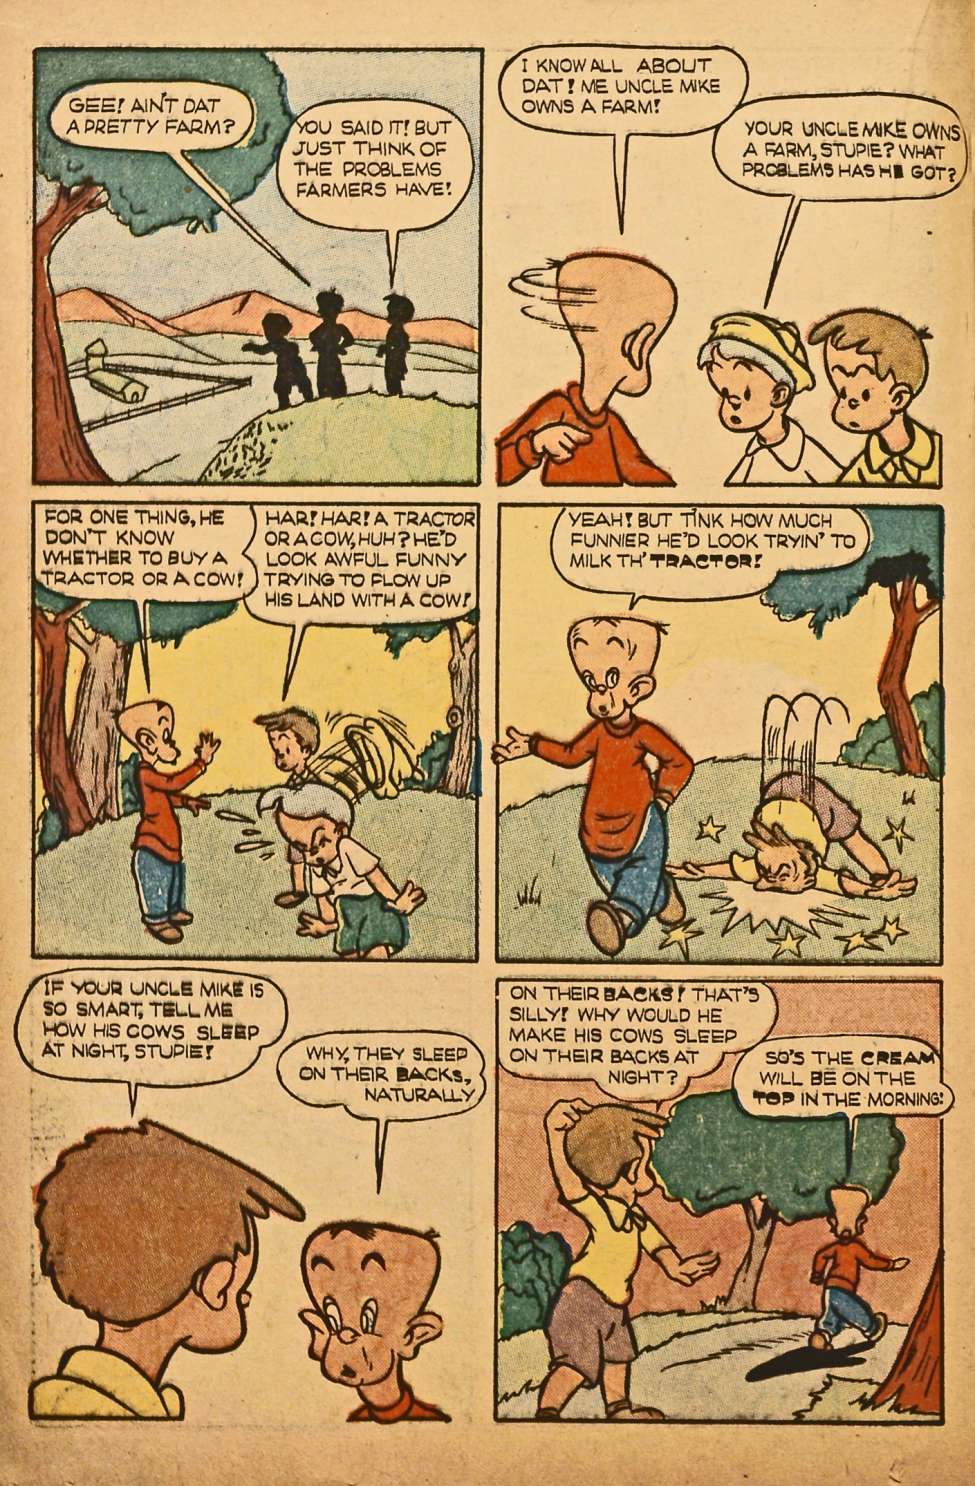 GEE! AIN'T DAT
A PRETTY FARM?
YOU SAID IT! BUT
JUST THINK OF
THE PROBLEMS
FARMERS HAVE!
I KNOW ALL ABOUT
DAT! ME UNCLE MIKE
OWNS A FARM!
YOUR UNCLE MIKE OWNS
A FARM, STUPIE? WHAT
PROBLEMS HAS HE GOT?
FOR ONE THING, HE
DON'T KNOW
WHETHER TO BUY A
TRACTOR OR A COW!
HAR! HAR! A TRACTOR
OR A COW, HUH? HE'D
LOOK AWFUL FUNNY
TRYING TO PLOW UP
HIS LAND WITH A COW!
YEAH! BUT T'INK HOW MUCH
FUNNIER HE'D LOOK TRYIN' TO
MILK TH' TRACTOR!
IF YOUR UNCLE MIKE IS
SO SMART, TELL ME
HOW HIS COWS SLEEP
AT NIGHT, STUPIE!
WHY, THEY SLEEP
ON THEIR BACKS,
NATURALLY
ON THEIR BACKS! THAT'S
SILLY! WHY WOULD HE
MAKE HIS COWS SLEEP
ON THEIR BACKS AT
NIGHT?
SO'S THE CREAM
WILL BE ON THE
TOP IN THE MORNING!